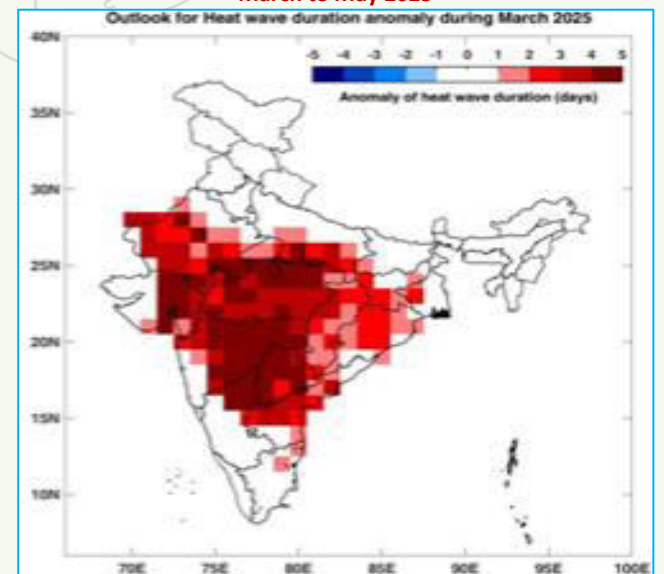 March to May 2025
Outlook for Heat wave duration anomaly during March 2025
40N
-5 -4 -3 -2 -1 0 1 2 3 4 5
Anomaly of heat wave duration (days)
35N
30N
25N
20N
15N
10N
70E 75E 80E 85E 90E 95E 100E